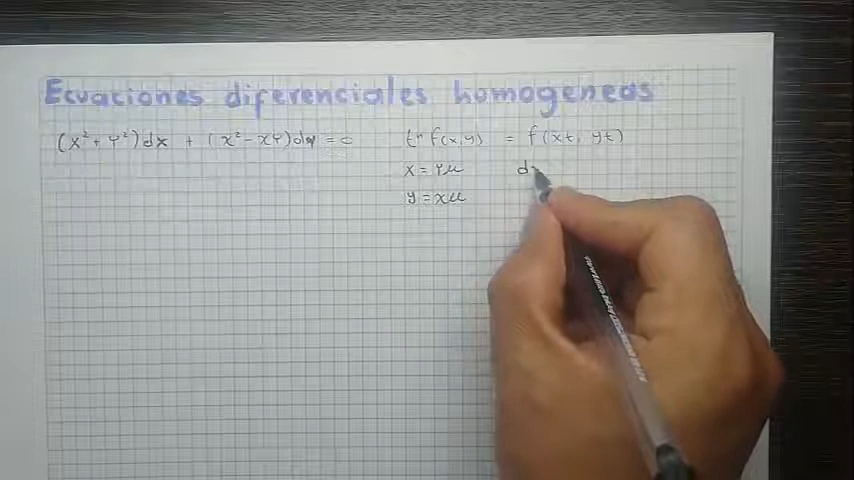 Ecuaciones diferenciales homogeneas
(x² + y²)dx + (x² - xy)dy = 0 tⁿ f(x,y) = f(xt, yt)
x = yu d
y = xu